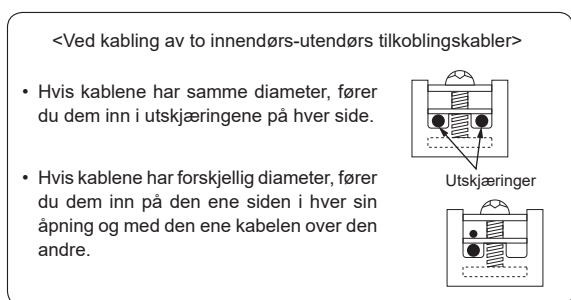 <Ved kabling av to innendørs-utendørs tilkoblingskabler>
• Hvis kablene har samme diameter, fører
du dem inn i utskjæringene på hver side.
Utskjæringer
• Hvis kablene har forskjellig diameter, fører
du dem inn på den ene siden i hver sin
åpning og med den ene kabelen over den
andre.